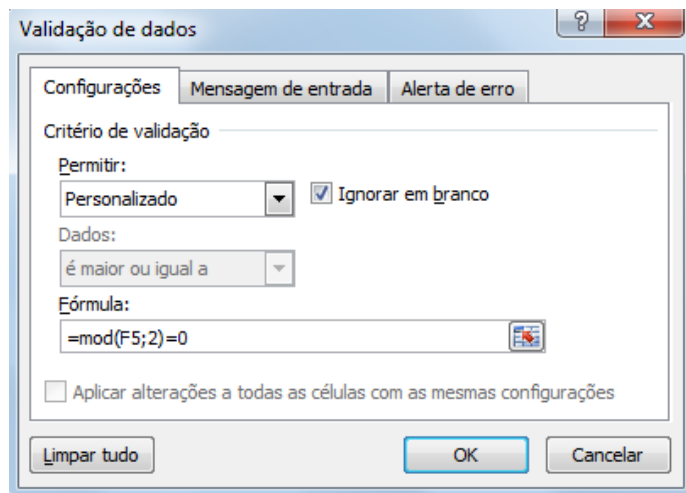 Validação de dados
Configurações
Mensagem de entrada
Alerta de erro
Critério de validação
Permitir:
Personalizado
Ignorar em branco
Dados:
é maior ou igual a
Fórmula:
=mod(F5;2)=0
Aplicar alterações a todas as células com as mesmas configurações
Limpar tudo
OK
Cancelar